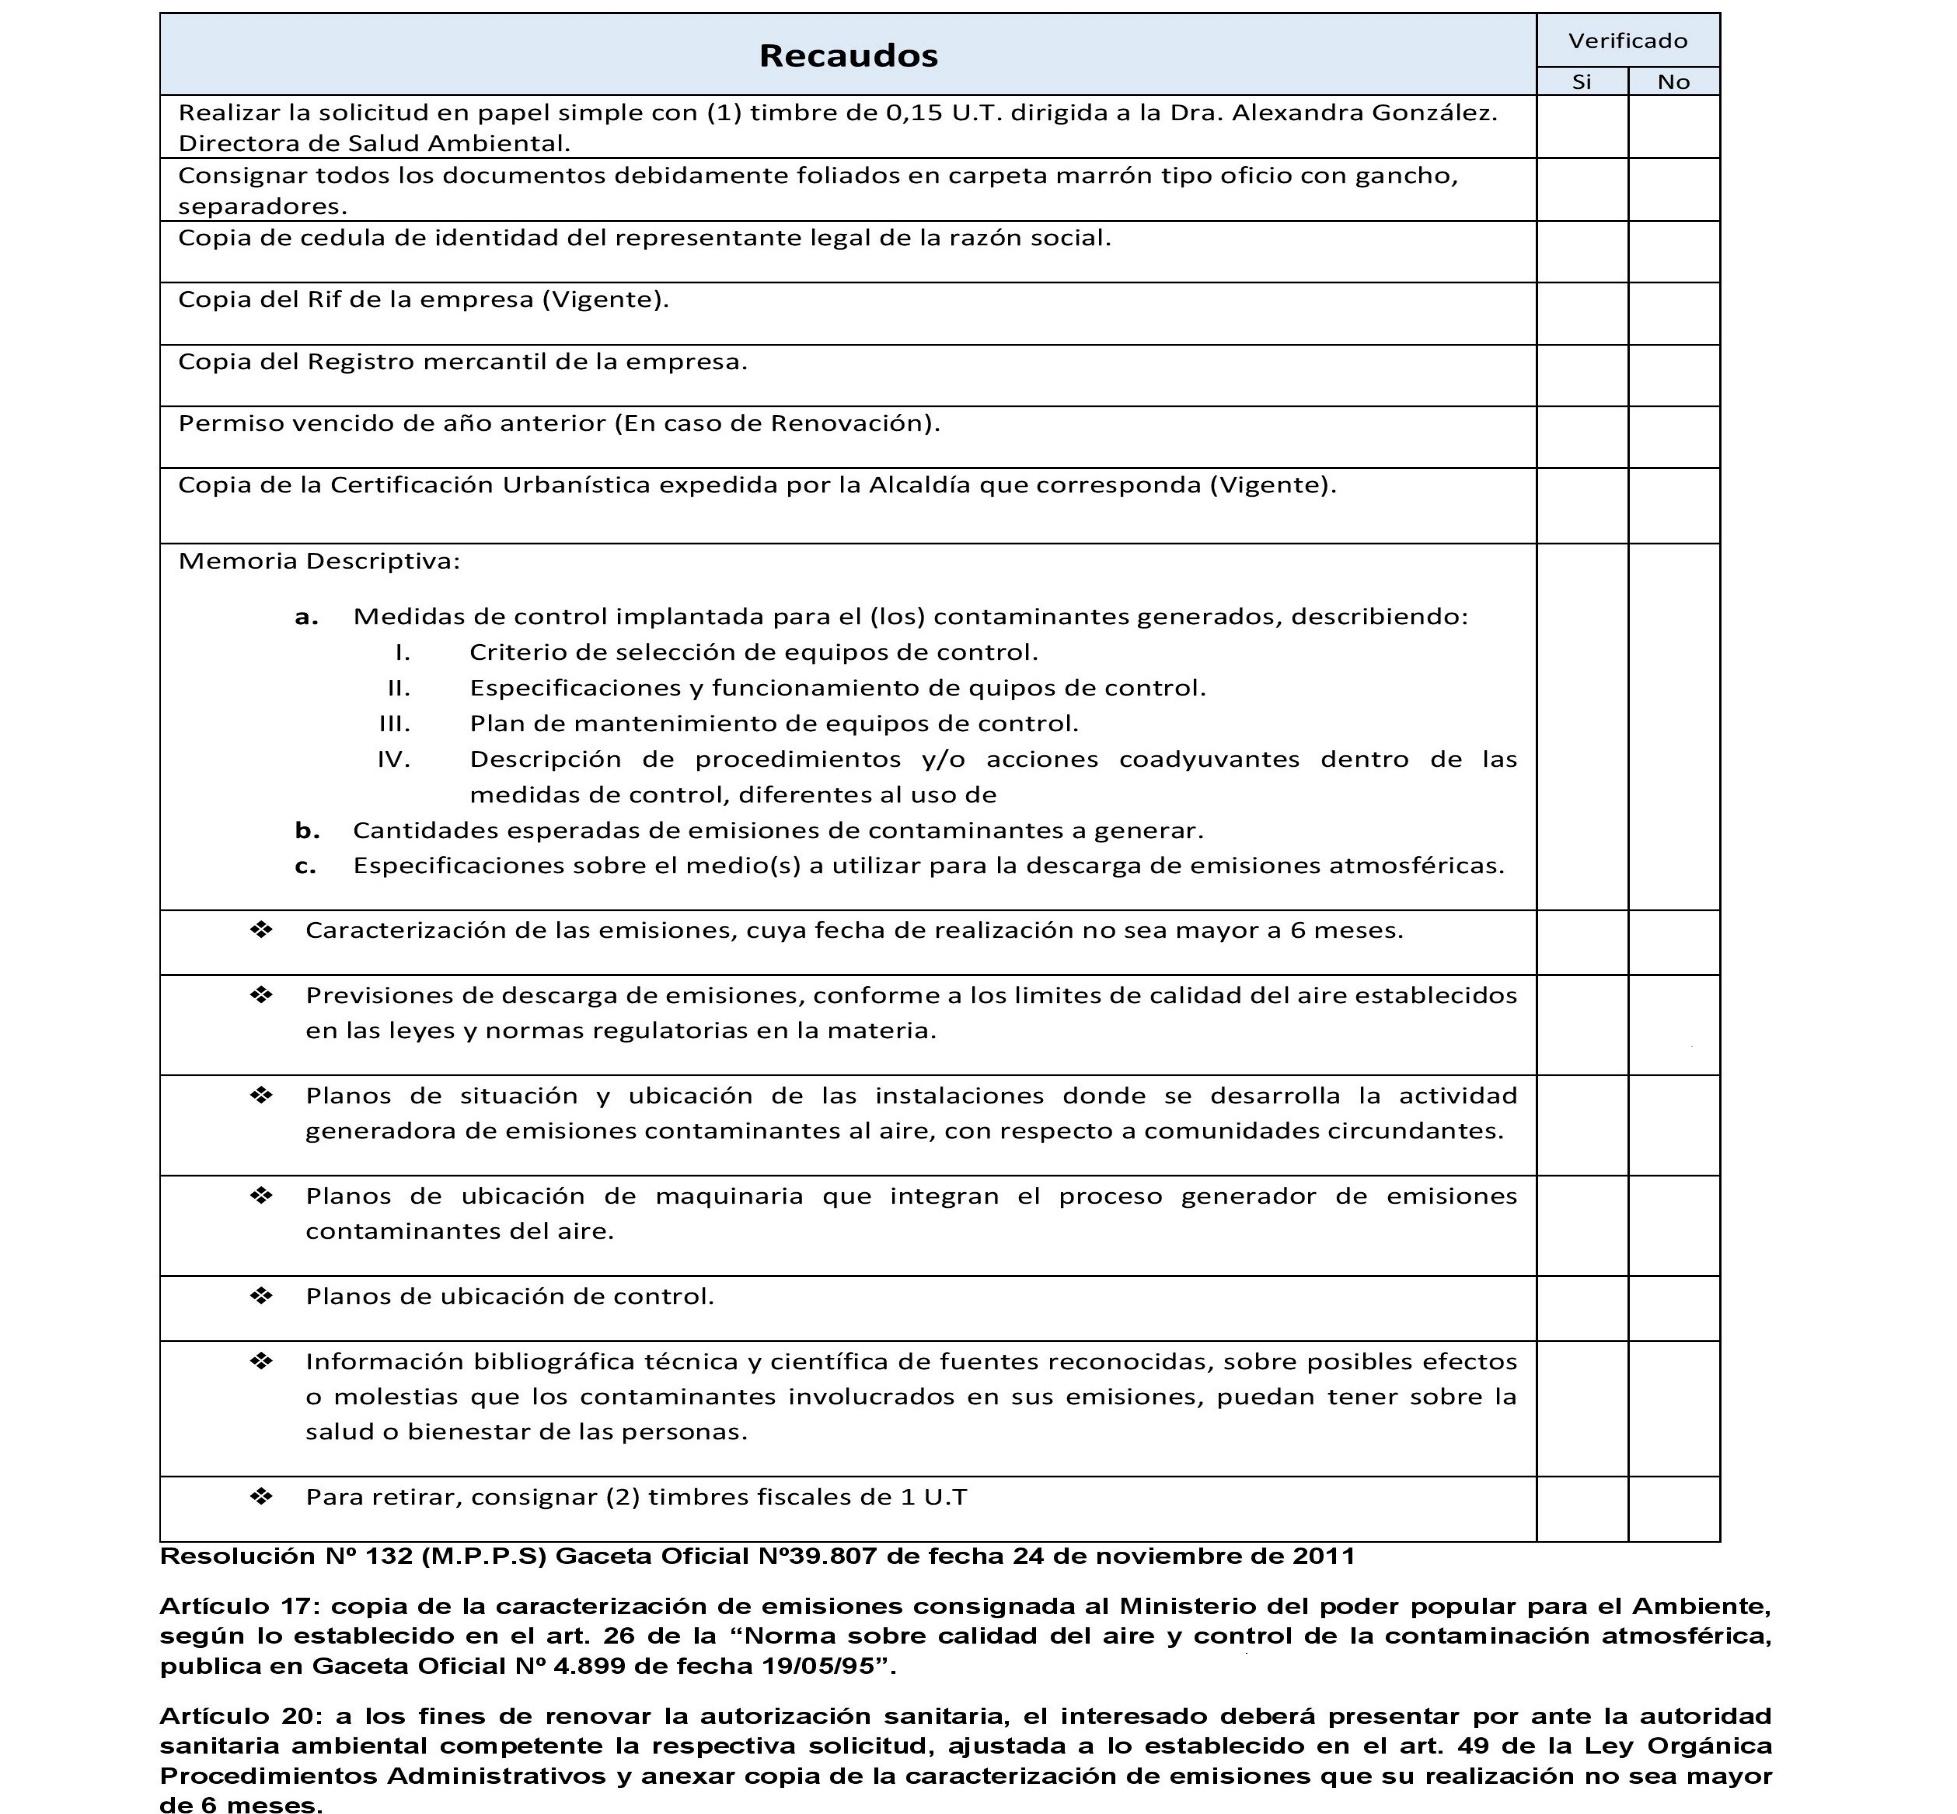 Recaudos
Verificado
Si No
Realizar la solicitud en papel simple con (1) timbre de 0,15 U.T. dirigida a la Dra. Alexandra González.
Directora de Salud Ambiental.
Consignar todos los documentos debidamente foliados en carpeta marrón tipo oficio con gancho,
separadores.
Copia de cedula de identidad del representante legal de la razón social.
Copia del Rif de la empresa (Vigente).
Copia del Registro mercantil de la empresa.
Permiso vencido de año anterior (En caso de Renovación).
Copia de la Certificación Urbanística expedida por la Alcaldía que corresponda (Vigente).
Memoria Descriptiva:
a. Medidas de control implantada para el (los) contaminantes generados, describiendo:
I. Criterio de selección de equipos de control.
II. Especificaciones y funcionamiento de quipos de control.
III. Plan de mantenimiento de equipos de control.
IV. Descripción de procedimientos y/o acciones coadyuvantes dentro de las
medidas de control, diferentes al uso de
b. Cantidades esperadas de emisiones de contaminantes a generar.
c. Especificaciones sobre el medio(s) a utilizar para la descarga de emisiones atmosféricas.
❖ Caracterización de las emisiones, cuya fecha de realización no sea mayor a 6 meses.
❖ Previsiones de descarga de emisiones, conforme a los limites de calidad del aire establecidos
en las leyes y normas regulatorias en la materia.
❖ Planos de situación y ubicación de las instalaciones donde se desarrolla la actividad
generadora de emisiones contaminantes al aire, con respecto a comunidades circundantes.
❖ Planos de ubicación de maquinaria que integran el proceso generador de emisiones
contaminantes del aire.
❖ Planos de ubicación de control.
❖ Información bibliográfica técnica y científica de fuentes reconocidas, sobre posibles efectos
o molestias que los contaminantes involucrados en sus emisiones, puedan tener sobre la
salud o bienestar de las personas.
❖ Para retirar, consignar (2) timbres fiscales de 1 U.T
Resolución Nº 132 (M.P.P.S) Gaceta Oficial Nº39.807 de fecha 24 de noviembre de 2011
Artículo 17: copia de la caracterización de emisiones consignada al Ministerio del poder popular para el Ambiente,
según lo establecido en el art. 26 de la “Norma sobre calidad del aire y control de la contaminación atmosférica,
publica en Gaceta Oficial Nº 4.899 de fecha 19/05/95”.
Artículo 20: a los fines de renovar la autorización sanitaria, el interesado deberá presentar por ante la autoridad
sanitaria ambiental competente la respectiva solicitud, ajustada a lo establecido en el art. 49 de la Ley Orgánica
Procedimientos Administrativos y anexar copia de la caracterización de emisiones que su realización no sea mayor
de 6 meses.